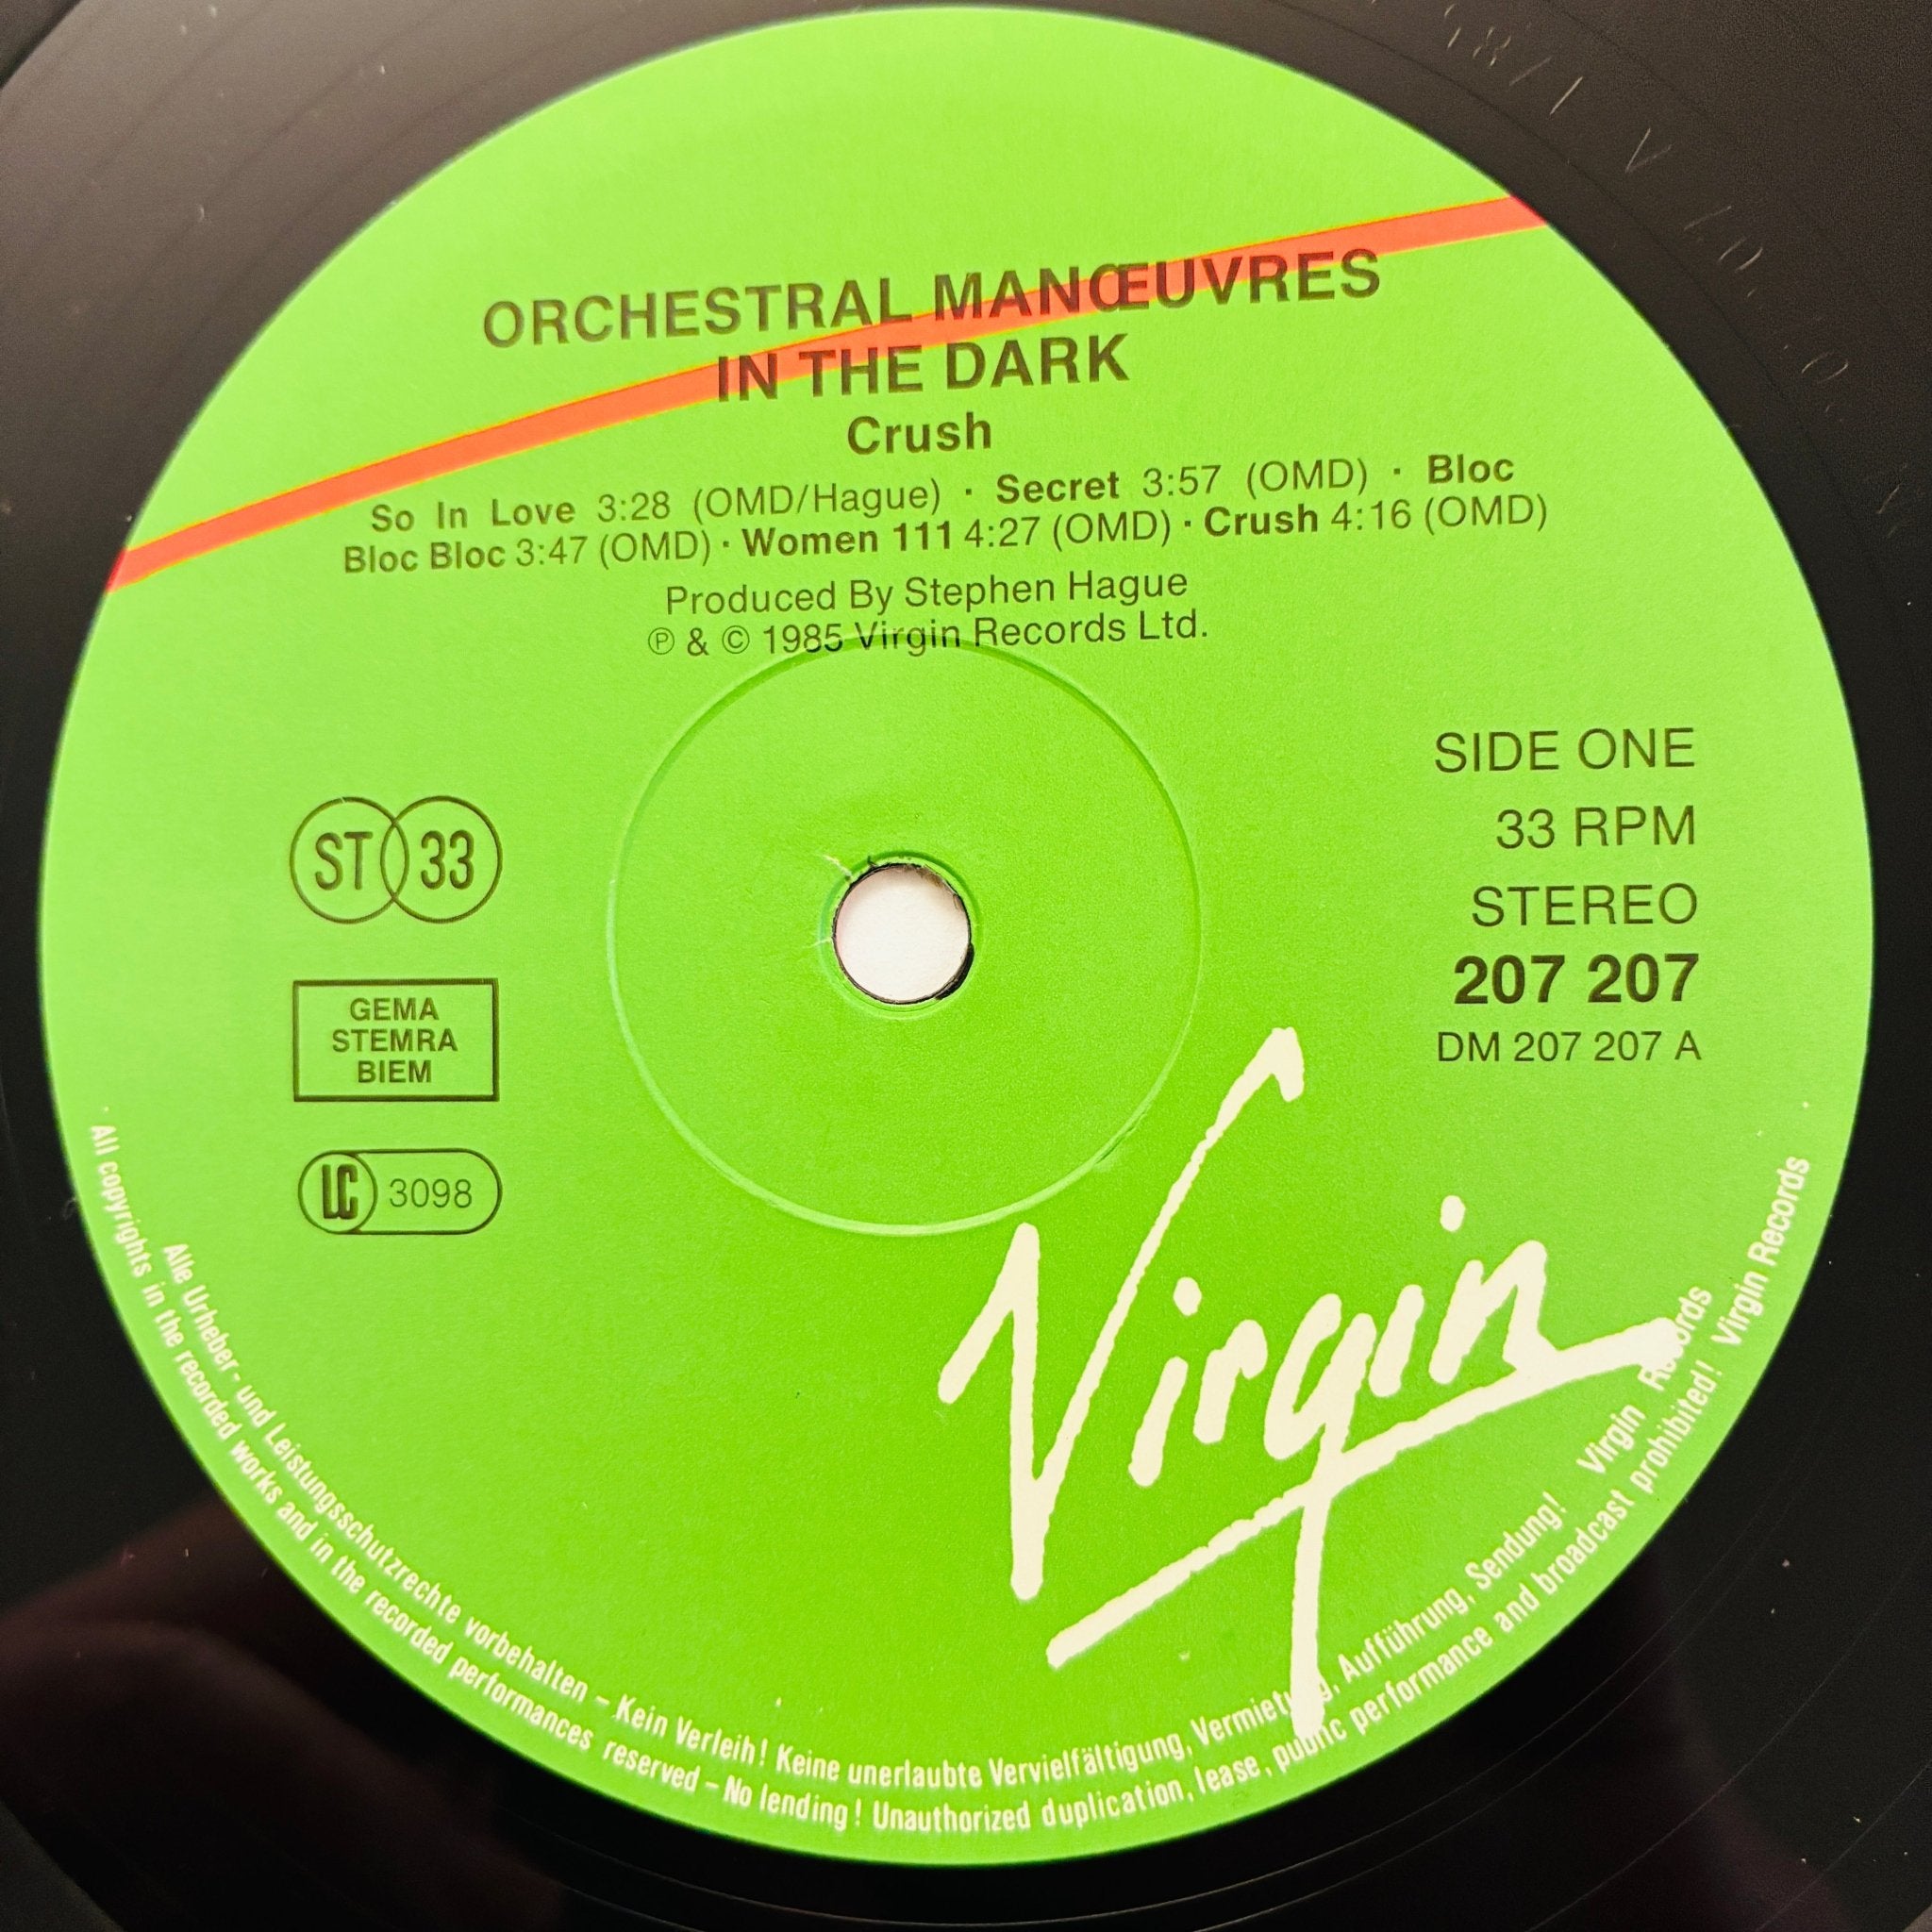 ORCHESTRAL MANŒUVRES
IN THE DARK
Crush
So In Love 3:28 (OMD/Hague) · Secret 3:57 (OMD) · Bloc
Bloc Bloc 3:47 (OMD) · Women 111 4:27 (OMD) · Crush 4:16 (OMD)
Produced By Stephen Hague
℗ & © 1985 Virgin Records Ltd.
SIDE ONE
33 RPM
STEREO
207 207
DM 207 207 A
ST 33
GEMA
STEMRA
BIEM
LC 3098
Virgin
Alle Urheber- und Leistungsschutzrechte vorbehalten – Kein Verleih! Keine unerlaubte Vervielfältigung, Vermietung, Aufführung, Sendung! Virgin Records
All copyrights in the recorded works and in the recorded performances reserved – No lending! Unauthorized duplication, lease, public performance and broadcast prohibited! Virgin Records